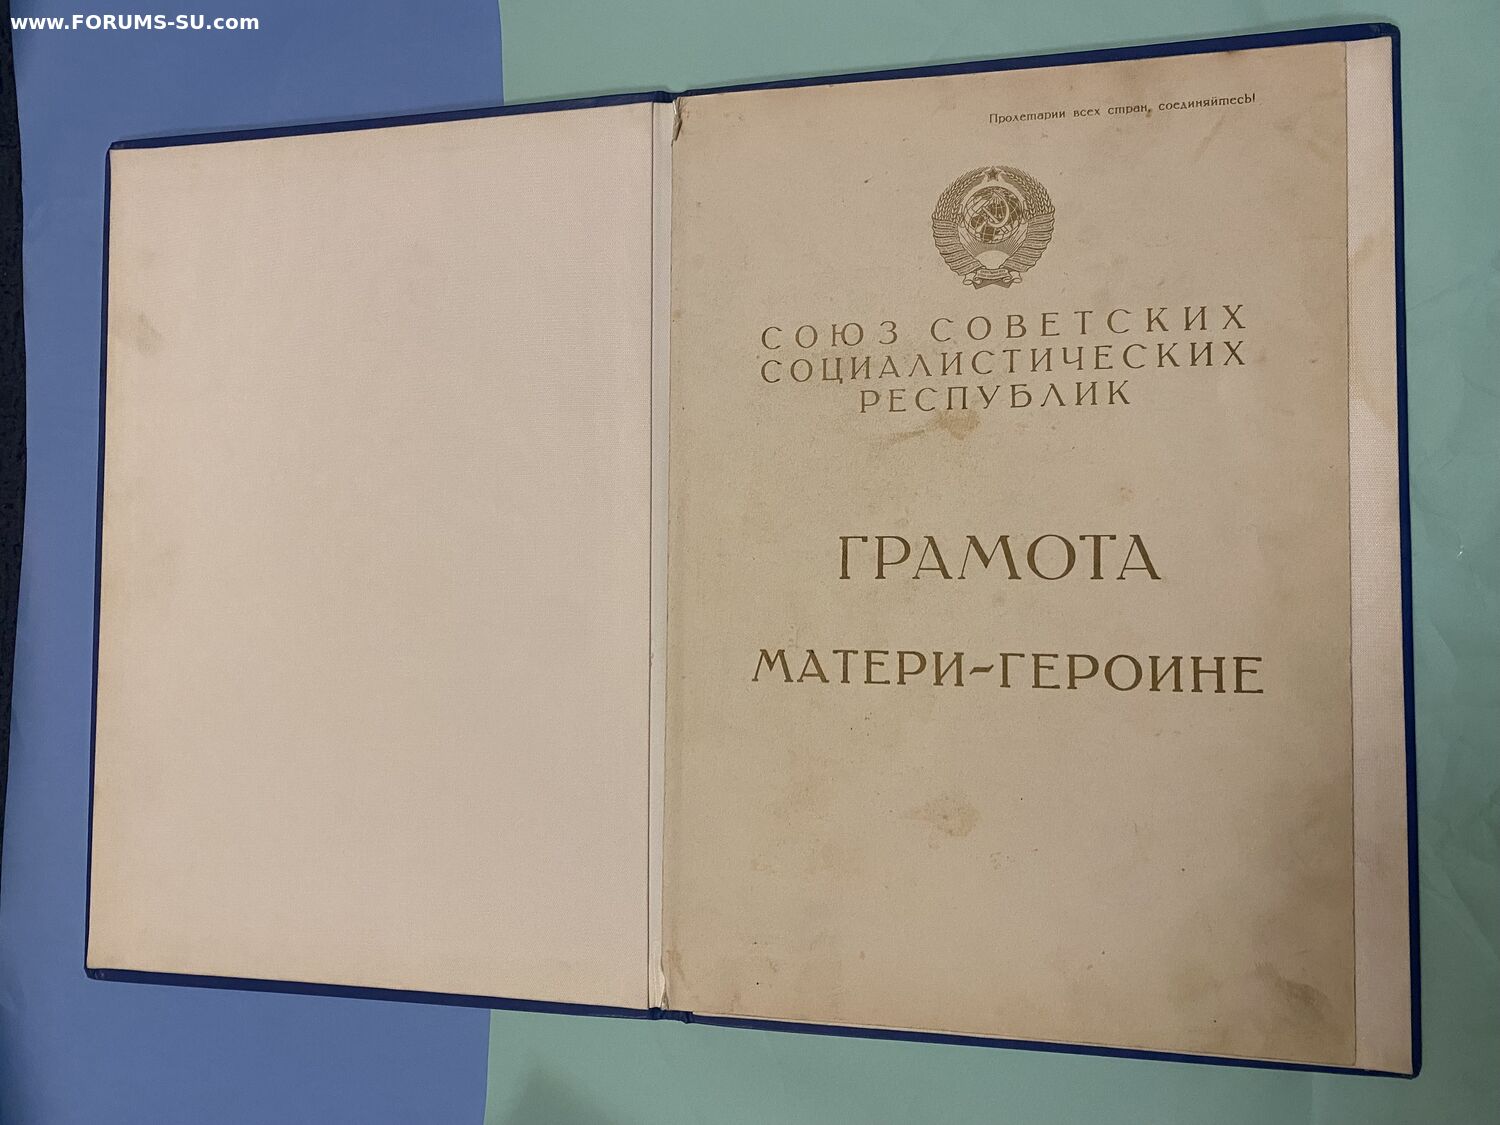 www.FORUMS-SU.com
Пролетарии всех стран, соединяйтесь!
СОЮЗ СОВЕТСКИХ
СОЦИАЛИСТИЧЕСКИХ
РЕСПУБЛИК
ГРАМОТА
МАТЕРИ-ГЕРОИНЕ